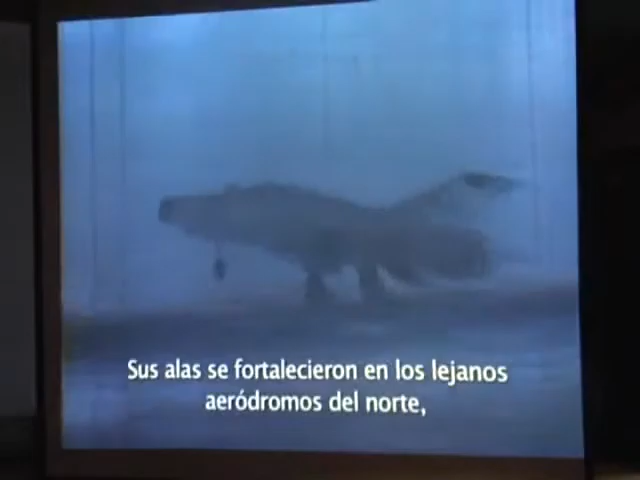 Sus alas se fortalecieron en los lejanos
aeródromos del norte,